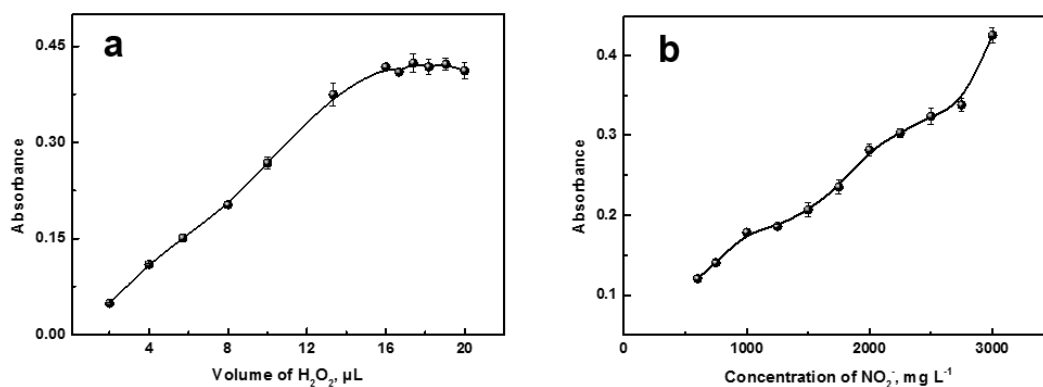 a
0.45
0.30
0.15
0.00
Absorbance
4
8
12
16
20
Volume of H₂O₂, µL
b
0.4
0.3
0.2
0.1
Absorbance
0
1000
2000
3000
Concentration of NO₂⁻, mg L⁻¹